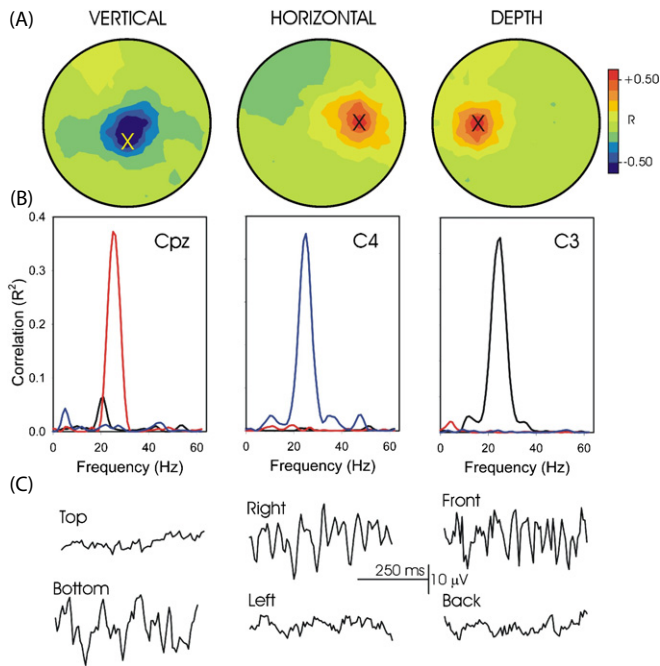 (A)
VERTICAL
HORIZONTAL
DEPTH
X
X
X
+0.50
R
-0.50
(B)
Cpz
C4
C3
Correlation (R²)
0.4
0.3
0.2
0.1
0.0
0 20 40 60
0 20 40 60
0 20 40 60
Frequency (Hz)
Frequency (Hz)
Frequency (Hz)
(C)
Top
Right
Front
250 ms
10 µV
Bottom
Left
Back